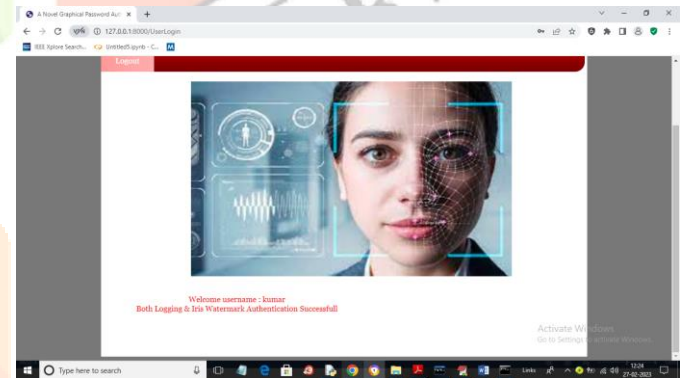 A Novel Graphical Password Aut
127.0.0.1:8000/UserLogin
IEEE Xplore Search...
Untitled5.ipynb - C...
Logout
Welcome username : kumar
Both Logging & Iris Watermark Authentication Successfull
Activate Windows
Go to Settings to activate Windows.
Type here to search
Links
12:24
27-02-2023